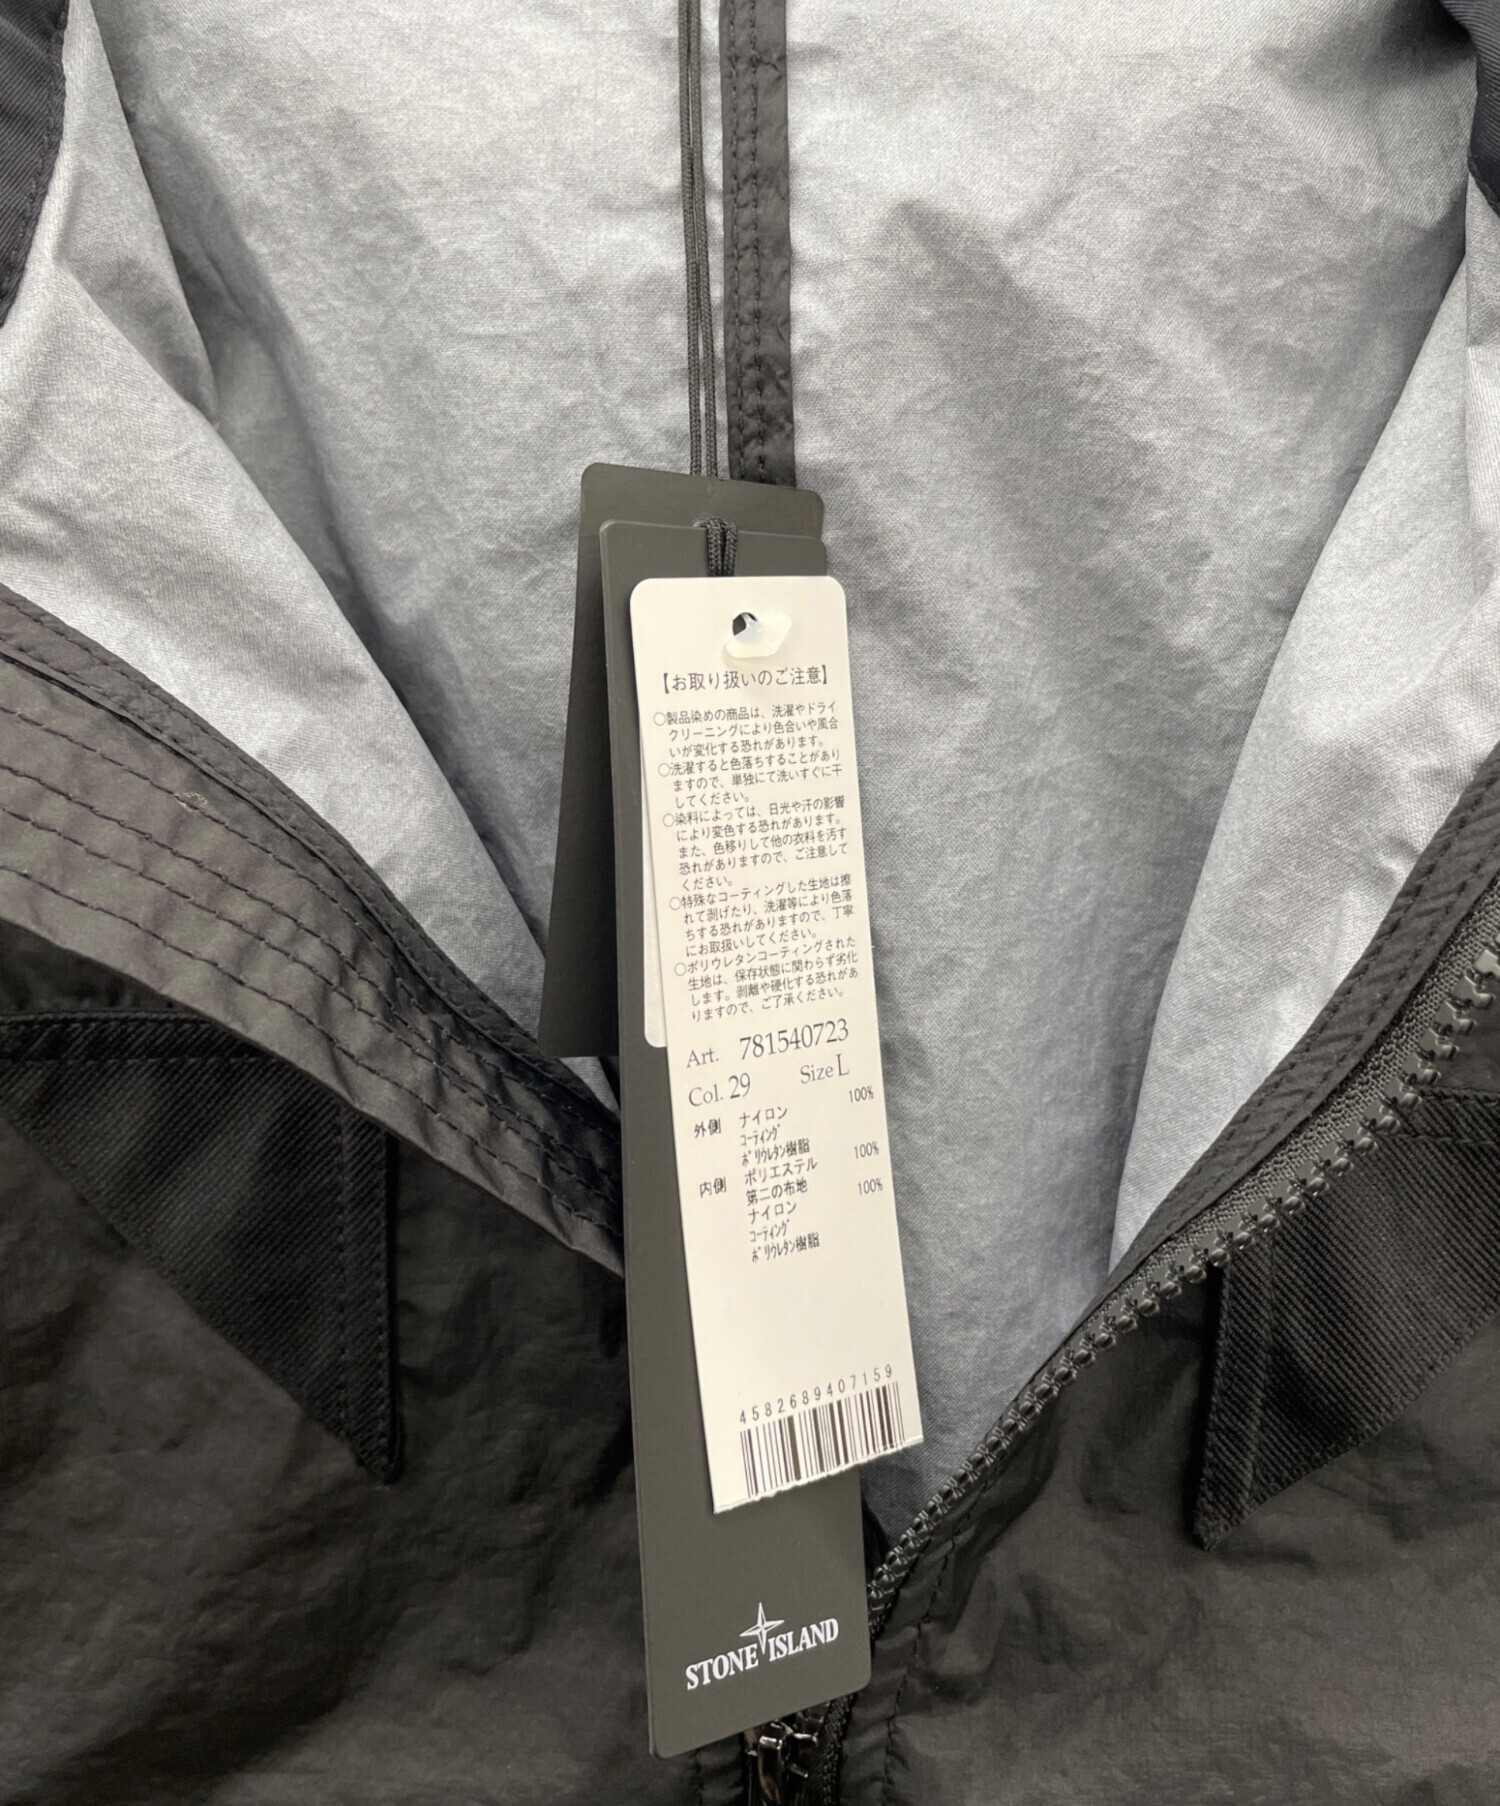 【お取り扱いのご注意】
○製品染めの商品は、洗濯やドライ
クリーニングにより色合いや風合
いが変化する恐れがあります。
○洗濯すると色落ちすることがあり
ますので、単独にて洗いすぐに干
してください。
○染料によっては、日光や汗の影響
により変色する恐れがあります。
また、色移りして他の衣料を汚す
恐れがありますので、ご注意して
ください。
○特殊なコーティングした生地は擦
れて剥げたり、洗濯等により色落
ちする恐れがありますので、丁寧
にお取扱いしてください。
○ポリウレタンコーティングされた
生地は、保存状態に関わらず劣化
します。剥離や硬化する恐れがあ
りますので、ご了承ください。
Art. 781540723
Col. 29 Size L
外側 ナイロン 100%
コーティング
ポリウレタン樹脂
内側 ポリエステル 100%
第二の布地
ナイロン 100%
コーティング
ポリウレタン樹脂
4582689407159
STONE ISLAND